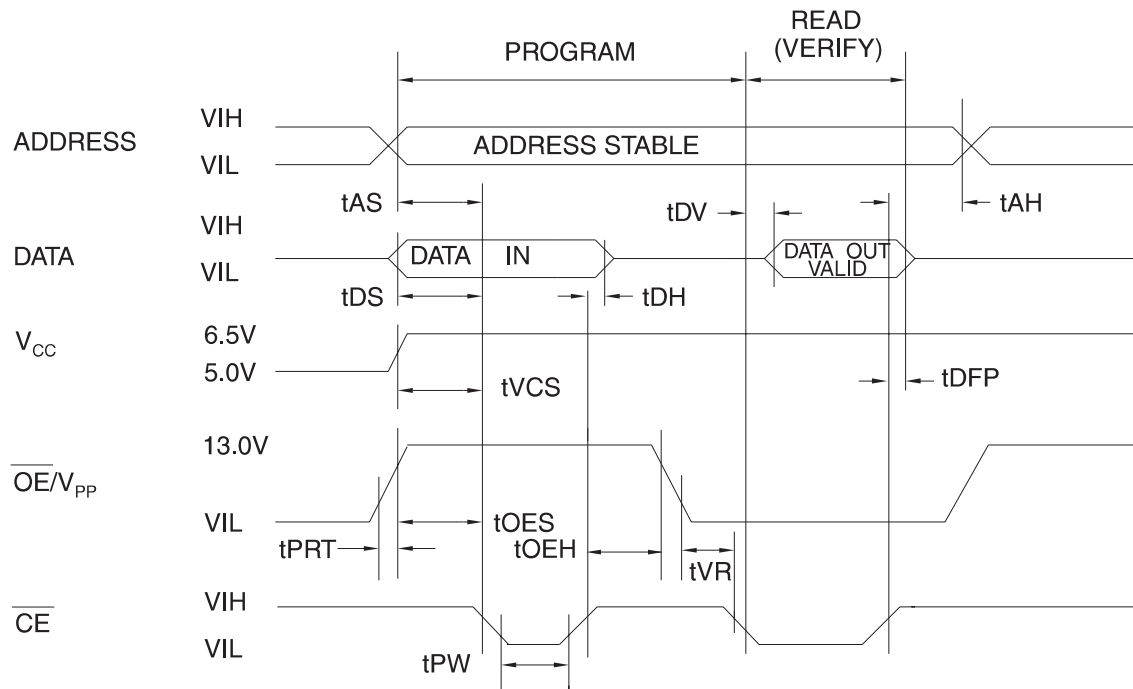 READ
(VERIFY)
PROGRAM
ADDRESS
VIH
VIL
ADDRESS STABLE
tAS
tDV
tAH
DATA
VIH
VIL
DATA IN
DATA OUT
VALID
tDS
tDH
VCC
6.5V
5.0V
tVCS
tDFP
OE/VPP
13.0V
VIL
tPRT
tOES
tOEH
tVR
CE
VIH
VIL
tPW